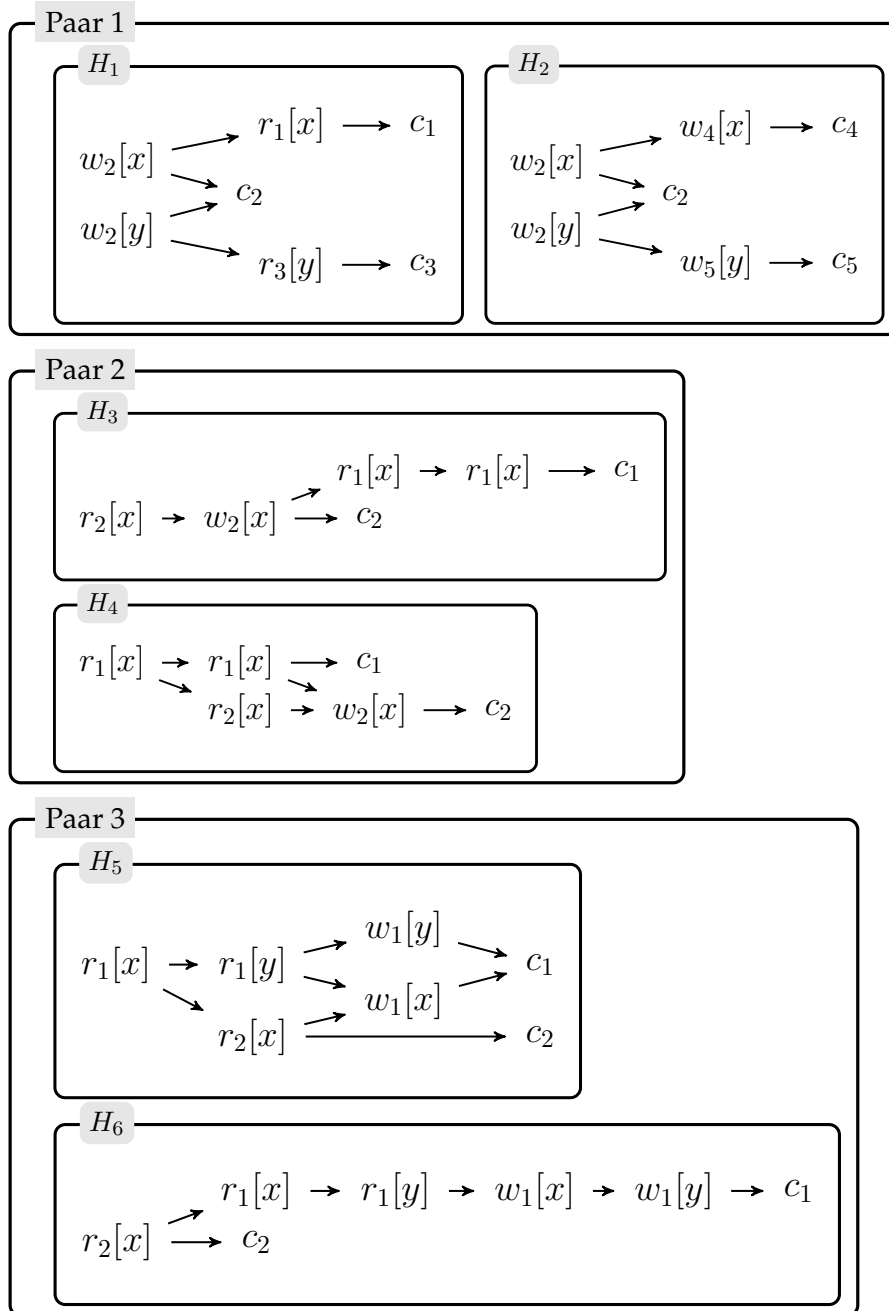 Paar 1
H₁ H₂
r₁[x] → c₁ w₄[x] → c₄
w₂[x] w₂[x]
c₂ c₂
w₂[y] w₂[y]
r₃[y] → c₃ w₅[y] → c₅
Paar 2
H₃
r₁[x] → r₁[x] → c₁
r₂[x] → w₂[x] → c₂
H₄
r₁[x] → r₁[x] → c₁
r₂[x] → w₂[x] → c₂
Paar 3
H₅
w₁[y]
r₁[x] → r₁[y] c₁
w₁[x]
r₂[x] → c₂
H₆
r₁[x] → r₁[y] → w₁[x] → w₁[y] → c₁
r₂[x] → c₂